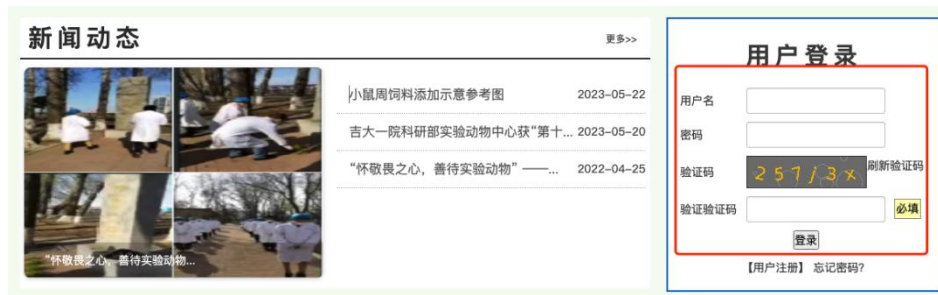 新闻动态
更多>>
小鼠周饲料添加示意参考图 2023-05-22
吉大一院科研部实验动物中心获“第十... 2023-05-20
“怀敬畏之心，善待实验动物” ——... 2022-04-25
“怀敬畏之心，善待实验动物...
用户登录
用户名
密码
验证码 刷新验证码
验证验证码 必填
登录
【用户注册】 忘记密码?